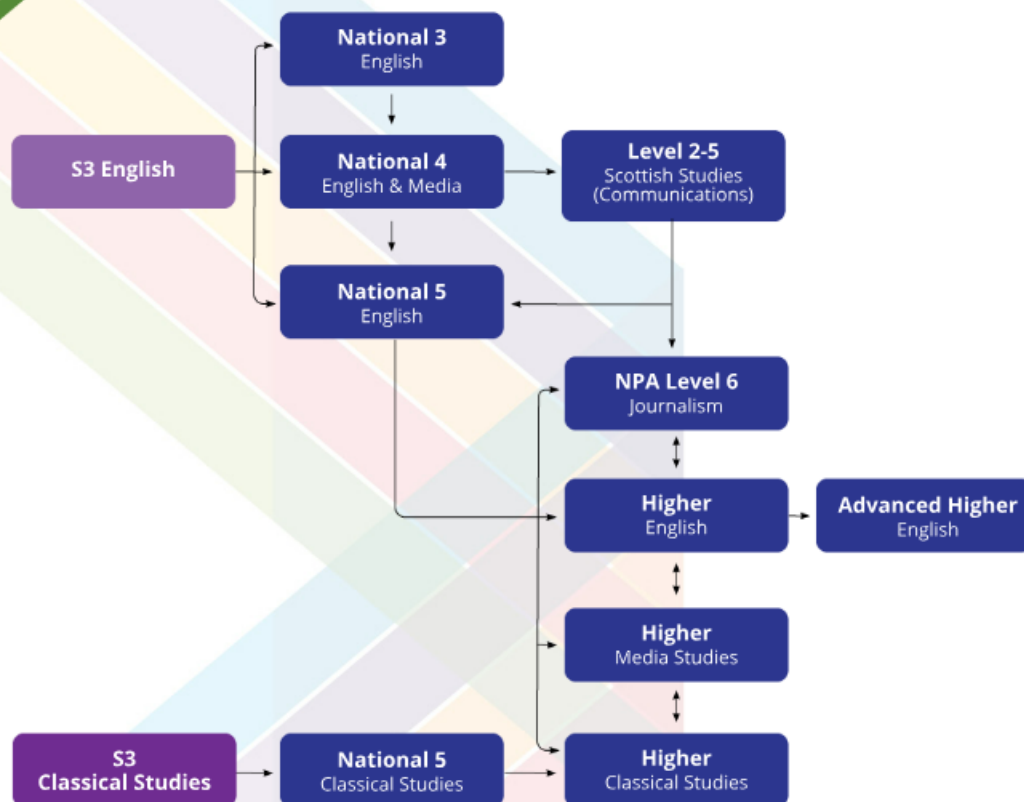 National 3
English
S3 English
National 4
English & Media
Level 2-5
Scottish Studies
(Communications)
National 5
English
NPA Level 6
Journalism
Higher
English
Advanced Higher
English
Higher
Media Studies
S3
Classical Studies
National 5
Classical Studies
Higher
Classical Studies